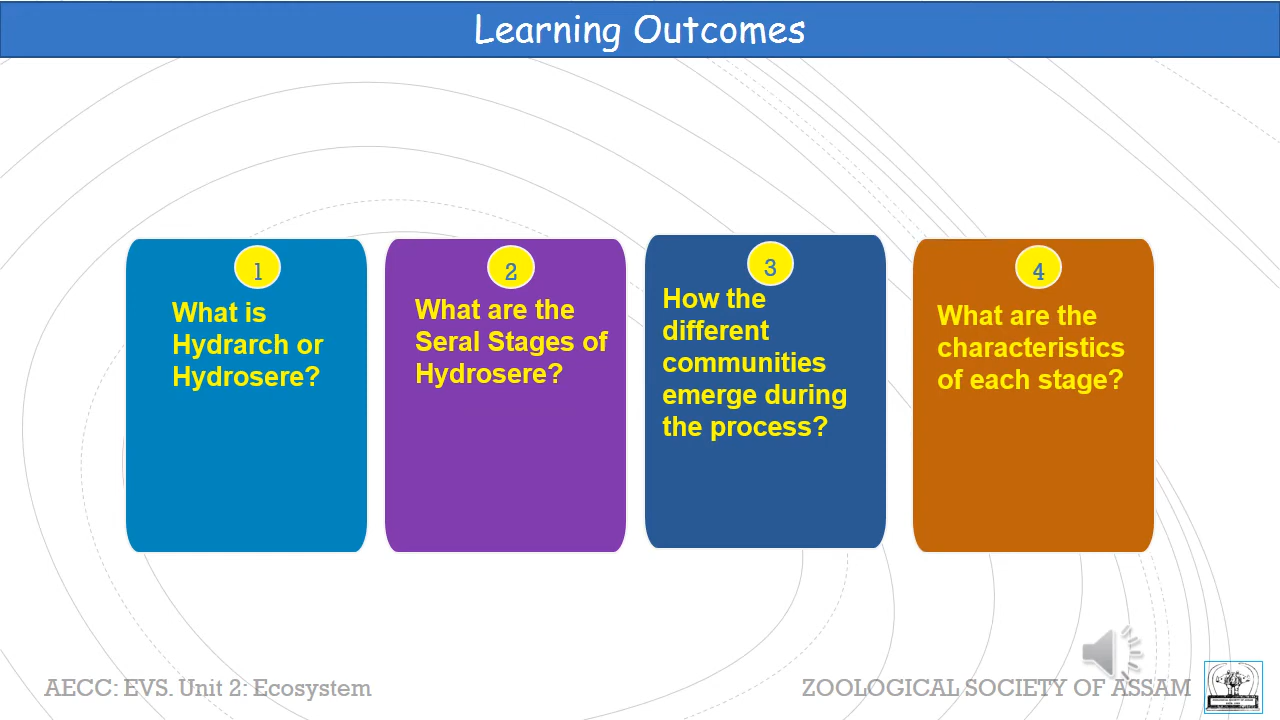 Learning Outcomes
1
What is
Hydrarch or
Hydrosere?
2
What are the
Seral Stages of
Hydrosere?
3
How the
different
communities
emerge during
the process?
4
What are the
characteristics
of each stage?
AECC: EVS. Unit 2: Ecosystem
ZOOLOGICAL SOCIETY OF ASSAM